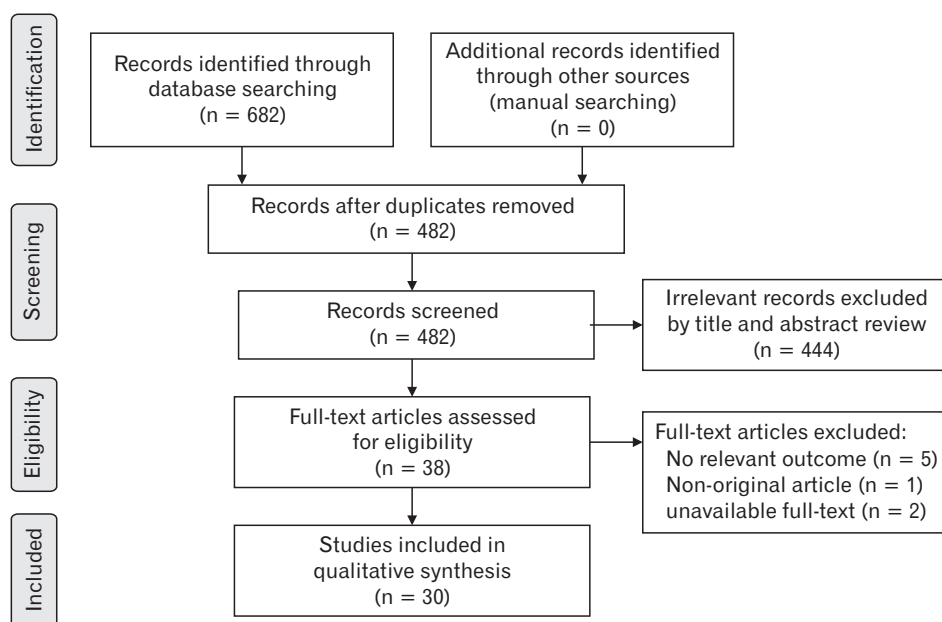 Identification
Records identified through
database searching
(n = 682)
Additional records identified
through other sources
(manual searching)
(n = 0)
Screening
Records after duplicates removed
(n = 482)
Records screened
(n = 482)
Irrelevant records excluded
by title and abstract review
(n = 444)
Eligibility
Full-text articles assessed
for eligibility
(n = 38)
Full-text articles excluded:
No relevant outcome (n = 5)
Non-original article (n = 1)
unavailable full-text (n = 2)
Included
Studies included in
qualitative synthesis
(n = 30)